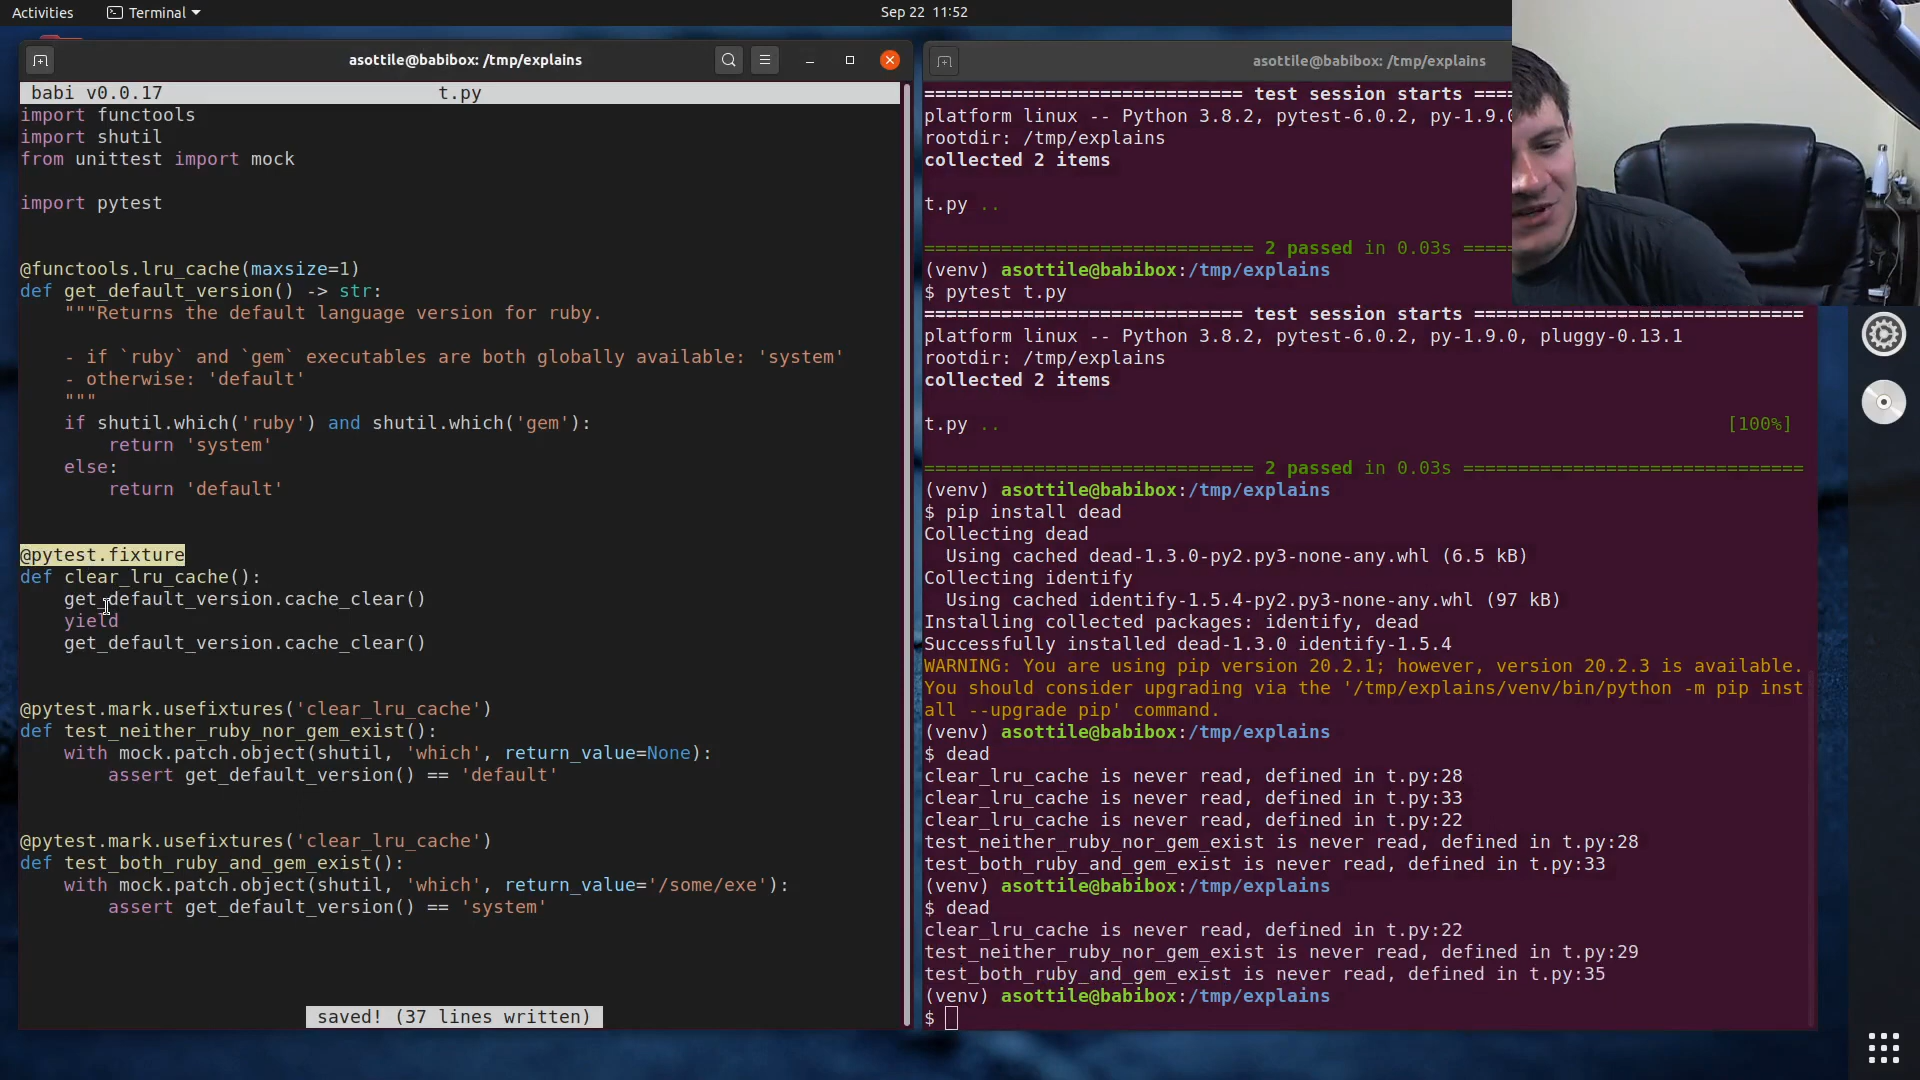 Activities
Terminal
Sep 22 11:52
asottile@babibox: /tmp/explains
babi v0.0.17 t.py
import functools
import shutil
from unittest import mock
import pytest
@functools.lru_cache(maxsize=1)
def get_default_version() -> str:
"""Returns the default language version for ruby.
- if `ruby` and `gem` executables are both globally available: 'system'
- otherwise: 'default'
"""
if shutil.which('ruby') and shutil.which('gem'):
return 'system'
else:
return 'default'
@pytest.fixture
def clear_lru_cache():
get_default_version.cache_clear()
yield
get_default_version.cache_clear()
@pytest.mark.usefixtures('clear_lru_cache')
def test_neither_ruby_nor_gem_exist():
with mock.patch.object(shutil, 'which', return_value=None):
assert get_default_version() == 'default'
@pytest.mark.usefixtures('clear_lru_cache')
def test_both_ruby_and_gem_exist():
with mock.patch.object(shutil, 'which', return_value='/some/exe'):
assert get_default_version() == 'system'
saved! (37 lines written)
asottile@babibox: /tmp/explains
============================= test session starts ====
platform linux -- Python 3.8.2, pytest-6.0.2, py-1.9.0
rootdir: /tmp/explains
collected 2 items
t.py ..
============================== 2 passed in 0.03s =====
(venv) asottile@babibox:/tmp/explains
$ pytest t.py
============================= test session starts ==============================
platform linux -- Python 3.8.2, pytest-6.0.2, py-1.9.0, pluggy-0.13.1
rootdir: /tmp/explains
collected 2 items
t.py .. [100%]
============================== 2 passed in 0.03s ===============================
(venv) asottile@babibox:/tmp/explains
$ pip install dead
Collecting dead
Using cached dead-1.3.0-py2.py3-none-any.whl (6.5 kB)
Collecting identify
Using cached identify-1.5.4-py2.py3-none-any.whl (97 kB)
Installing collected packages: identify, dead
Successfully installed dead-1.3.0 identify-1.5.4
WARNING: You are using pip version 20.2.1; however, version 20.2.3 is available.
You should consider upgrading via the '/tmp/explains/venv/bin/python -m pip inst
all --upgrade pip' command.
(venv) asottile@babibox:/tmp/explains
$ dead
clear_lru_cache is never read, defined in t.py:28
clear_lru_cache is never read, defined in t.py:33
clear_lru_cache is never read, defined in t.py:22
test_neither_ruby_nor_gem_exist is never read, defined in t.py:28
test_both_ruby_and_gem_exist is never read, defined in t.py:33
(venv) asottile@babibox:/tmp/explains
$ dead
clear_lru_cache is never read, defined in t.py:22
test_neither_ruby_nor_gem_exist is never read, defined in t.py:29
test_both_ruby_and_gem_exist is never read, defined in t.py:35
(venv) asottile@babibox:/tmp/explains
$